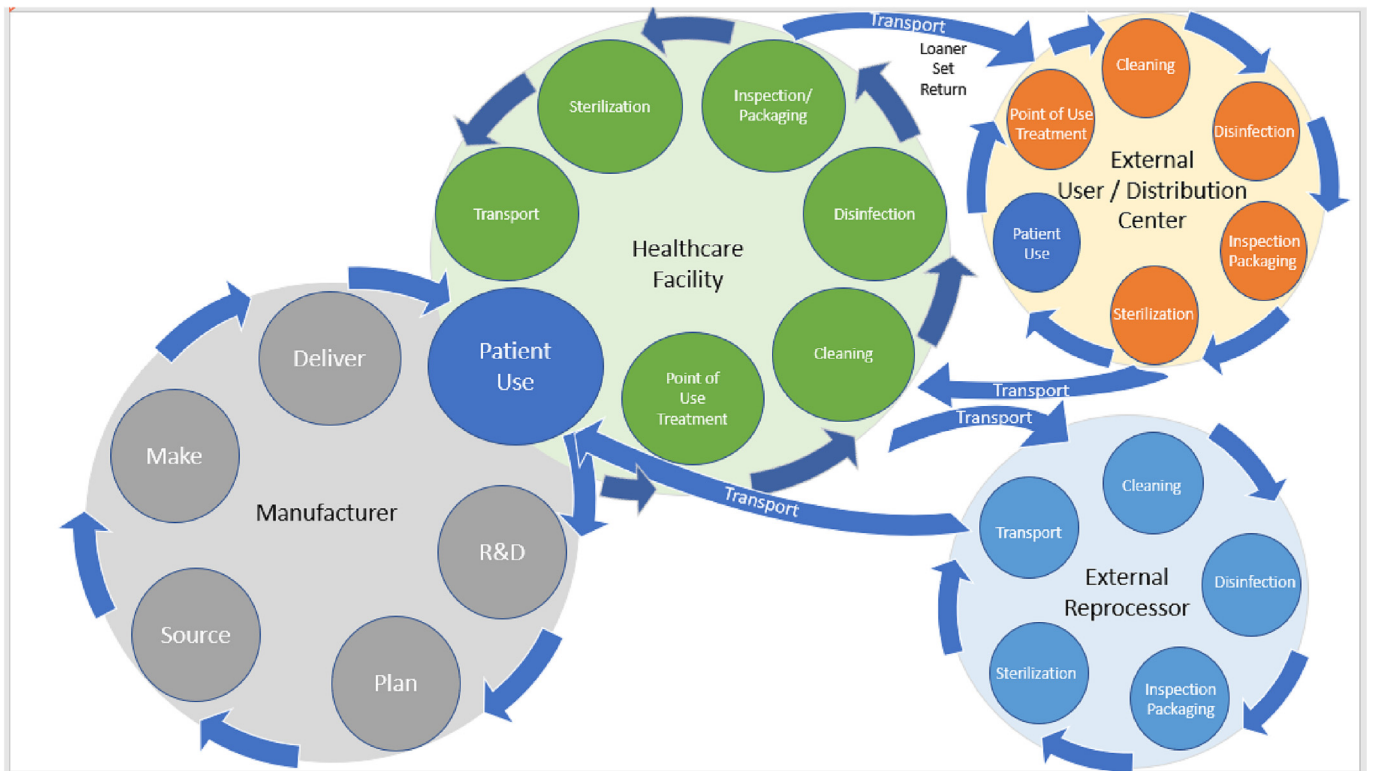 Transport
Loaner
Set
Return
Sterilization
Inspection/
Packaging
Transport
Disinfection
Healthcare
Facility
Patient
Use
Point of
Use
Treatment
Cleaning
Cleaning
Point of Use
Treatment
Disinfection
External
User / Distribution
Center
Patient
Use
Inspection
Packaging
Sterilization
Transport
Transport
Transport
Deliver
Make
Manufacturer
R&D
Source
Plan
Cleaning
Transport
Disinfection
External
Reprocessor
Sterilization
Inspection
Packaging